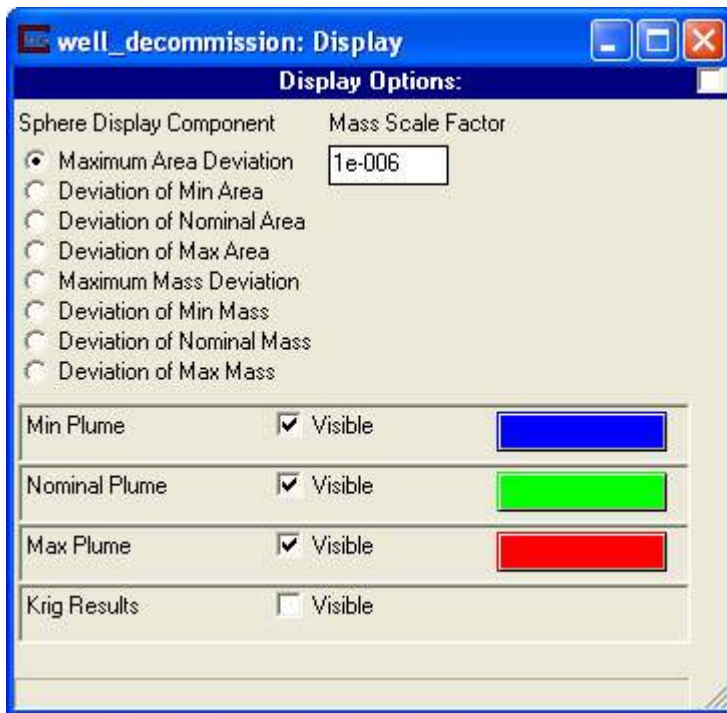 well_decommission: Display
Display Options:
Sphere Display Component
Mass Scale Factor
Maximum Area Deviation
1e-006
Deviation of Min Area
Deviation of Nominal Area
Deviation of Max Area
Maximum Mass Deviation
Deviation of Min Mass
Deviation of Nominal Mass
Deviation of Max Mass
Min Plume Visible
Nominal Plume Visible
Max Plume Visible
Krig Results Visible